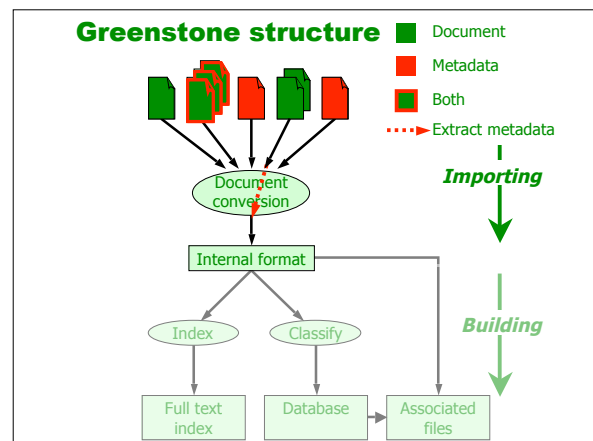 Greenstone structure
Document
Metadata
Both
Extract metadata
Document
conversion
Importing
Internal format
Building
Index
Classify
Full text
index
Database
Associated
files